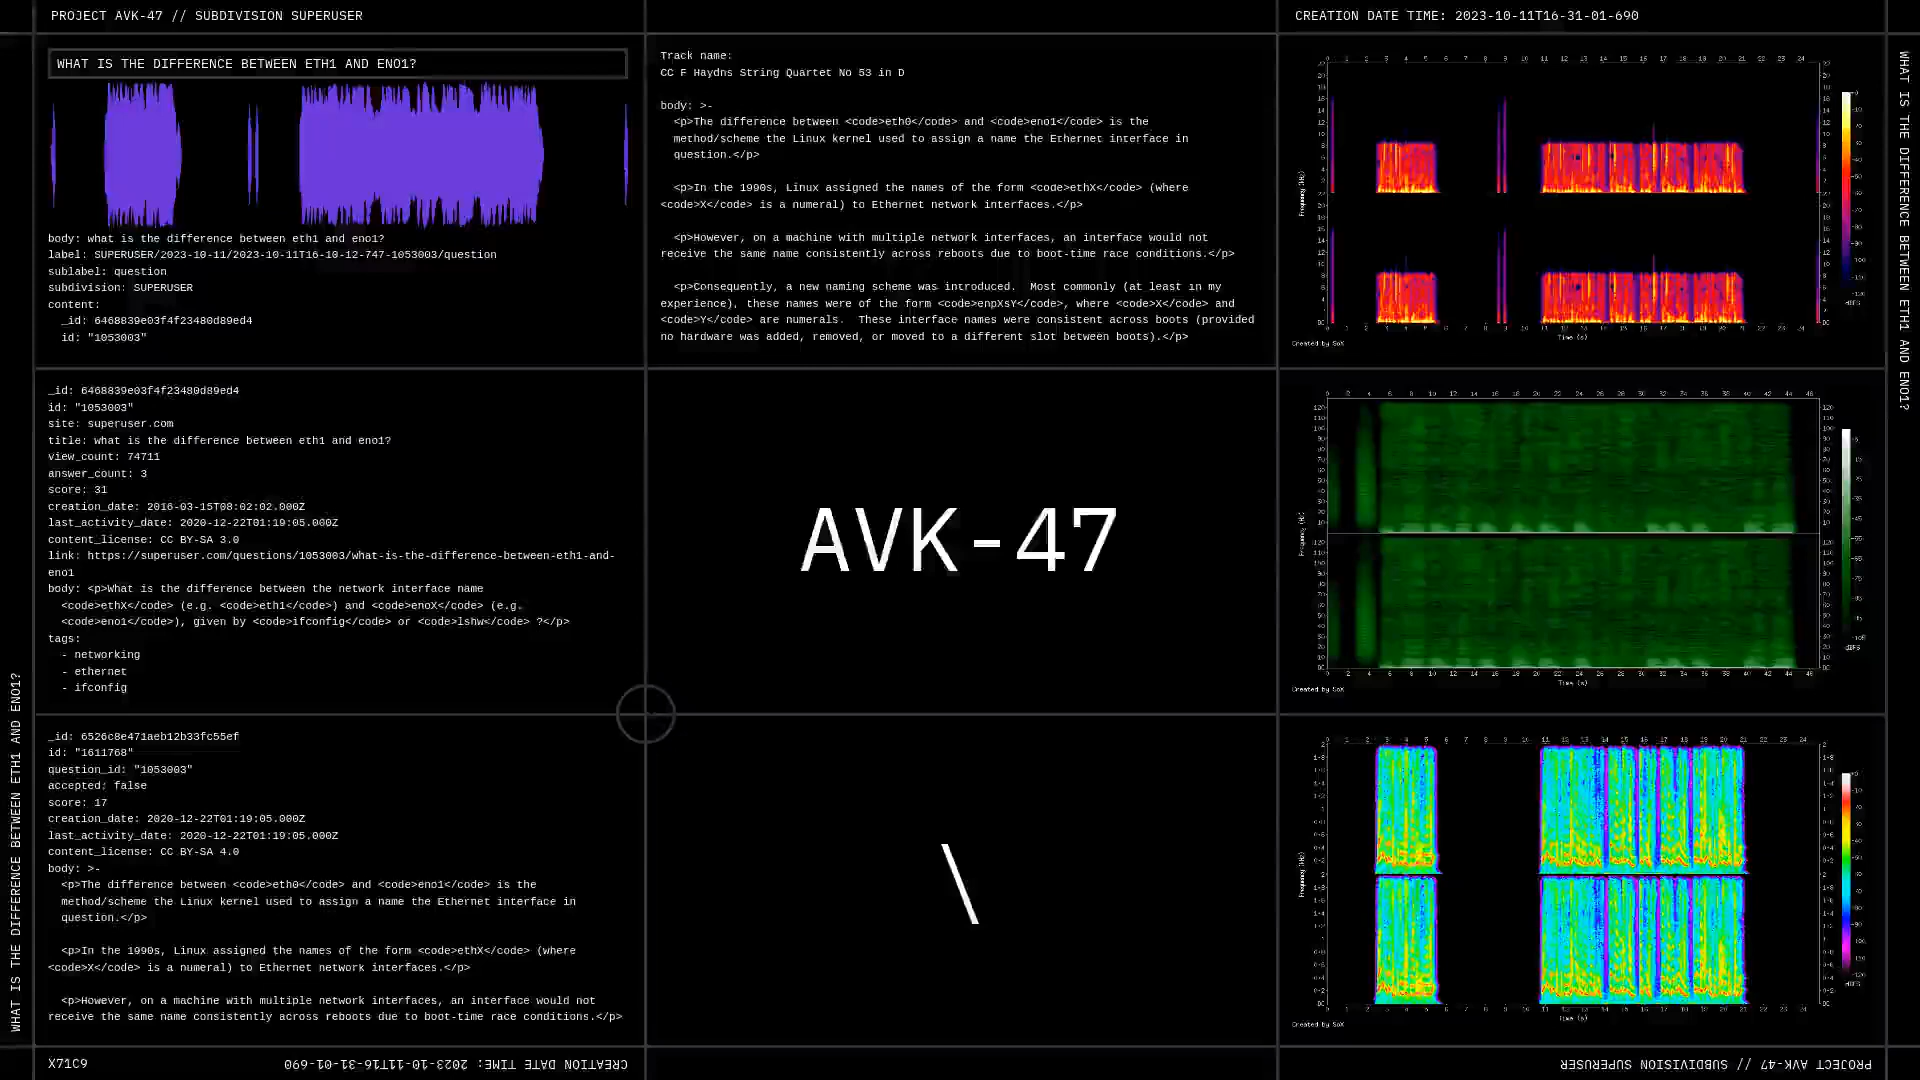 PROJECT AVK-47 // SUBDIVISION SUPERUSER
CREATION DATE TIME: 2023-10-11T16-31-01-690
WHAT IS THE DIFFERENCE BETWEEN ETH1 AND ENO1?
body: what is the difference between eth1 and eno1?
label: SUPERUSER/2023-10-11/2023-10-11T16-10-12-747-1053003/question
sublabel: question
subdivision: SUPERUSER
content:
_id: 6468839e03f4f23480d89ed4
id: "1053003"
Track name:
CC F Haydns String Quartet No 53 in D
body: >-
<p>The difference between <code>eth0</code> and <code>eno1</code> is the
method/scheme the Linux kernel used to assign a name the Ethernet interface in
question.</p>
<p>In the 1990s, Linux assigned the names of the form <code>ethX</code> (where
<code>X</code> is a numeral) to Ethernet network interfaces.</p>
<p>However, on a machine with multiple network interfaces, an interface would not
receive the same name consistently across reboots due to boot-time race conditions.</p>
<p>Consequently, a new naming scheme was introduced.  Most commonly (at least in my
experience), these names were of the form <code>enpXsY</code>, where <code>X</code> and
<code>Y</code> are numerals.  These interface names were consistent across boots (provided
no hardware was added, removed, or moved to a different slot between boots).</p>
Frequency (kHz)
Time (s)
dBFS
Created by SoX
WHAT IS THE DIFFERENCE BETWEEN ETH1 AND ENO1?
_id: 6468839e03f4f23480d89ed4
id: "1053003"
site: superuser.com
title: what is the difference between eth1 and eno1?
view_count: 74711
answer_count: 3
score: 31
creation_date: 2016-03-15T08:02:02.000Z
last_activity_date: 2020-12-22T01:19:05.000Z
content_license: CC BY-SA 3.0
link: https://superuser.com/questions/1053003/what-is-the-difference-between-eth1-and-
eno1
body: <p>What is the difference between the network interface name
<code>ethX</code> (e.g. <code>eth1</code>) and <code>enoX</code> (e.g.
<code>eno1</code>), given by <code>ifconfig</code> or <code>lshw</code> ?</p>
tags:
- networking
- ethernet
- ifconfig
AVK-47
Frequency (Hz)
Time (s)
dBFS
Created by SoX
WHAT IS THE DIFFERENCE BETWEEN ETH1 AND ENO1?
_id: 6526c8e471aeb12b33fc55ef
id: "1611768"
question_id: "1053003"
accepted: false
score: 17
creation_date: 2020-12-22T01:19:05.000Z
last_activity_date: 2020-12-22T01:19:05.000Z
content_license: CC BY-SA 4.0
body: >-
<p>The difference between <code>eth0</code> and <code>eno1</code> is the
method/scheme the Linux kernel used to assign a name the Ethernet interface in
question.</p>
<p>In the 1990s, Linux assigned the names of the form <code>ethX</code> (where
<code>X</code> is a numeral) to Ethernet network interfaces.</p>
<p>However, on a machine with multiple network interfaces, an interface would not
receive the same name consistently across reboots due to boot-time race conditions.</p>
\
Frequency (kHz)
Time (s)
dBFS
Created by SoX
X71C9
CREATION DATE TIME: 2023-10-11T16-31-01-690
PROJECT AVK-47 // SUBDIVISION SUPERUSER